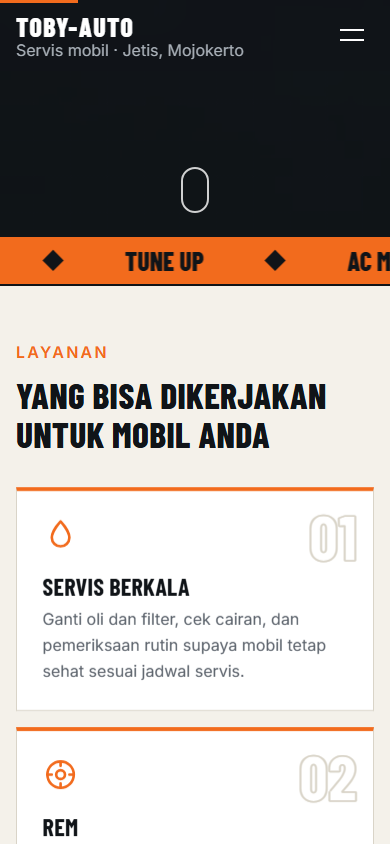 TOBY-AUTO
Servis mobil · Jetis, Mojokerto
TUNE UP
AC M
LAYANAN
YANG BISA DIKERJAKAN
UNTUK MOBIL ANDA
01
SERVIS BERKALA
Ganti oli dan filter, cek cairan, dan
pemeriksaan rutin supaya mobil tetap
sehat sesuai jadwal servis.
02
REM